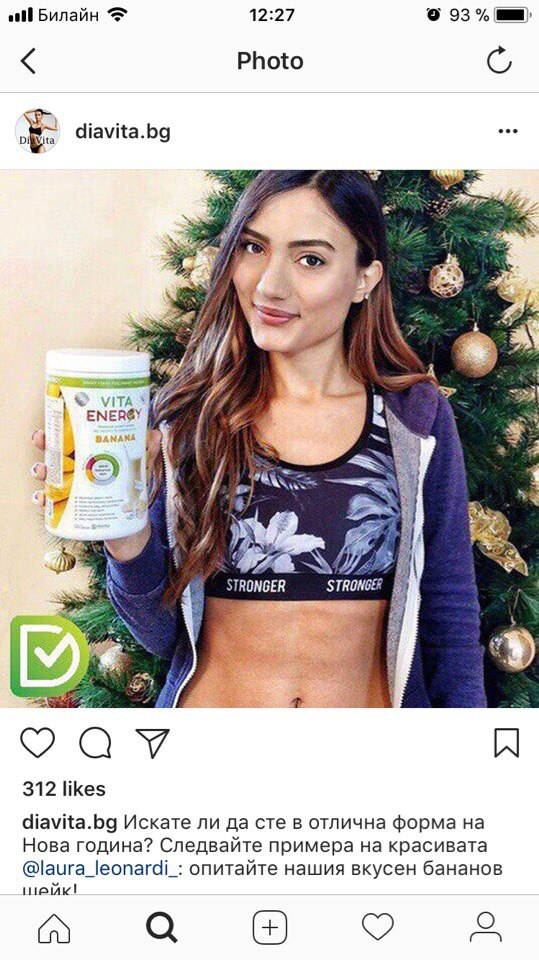 Билайн 12:27 93 %
Photo
DiaVita
diavita.bg
VITA
ENERGY
BANANA
STRONGER STRONGER
312 likes
diavita.bg Искате ли да сте в отлична форма на
Нова година? Следвайте примера на красивата
@laura_leonardi_: опитайте нашия вкусен бананов
шейк!